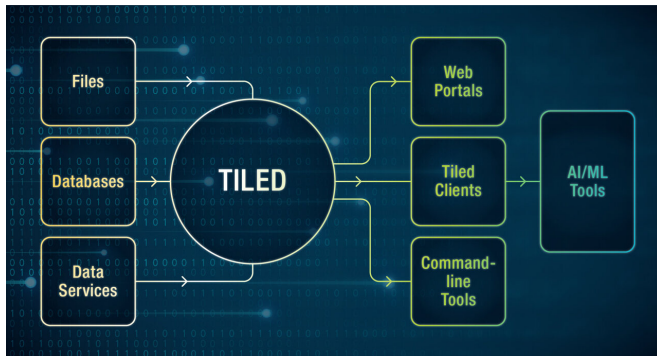 Files
Databases
Data
Services
TILED
Web
Portals
Tiled
Clients
Command-
line
Tools
AI/ML
Tools